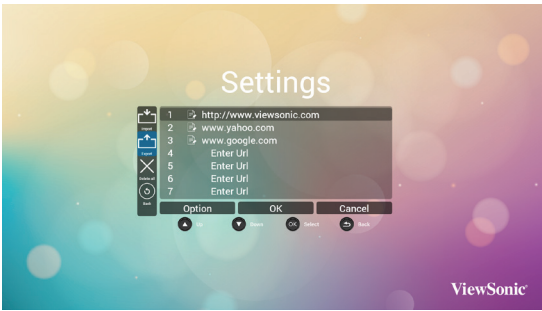 Settings
Import
1 http://www.viewsonic.com
2 www.yahoo.com
Export
3 www.google.com
4 Enter Url
Delete all
5 Enter Url
6 Enter Url
Back
7 Enter Url
Option OK Cancel
Up Down OK Select Back
ViewSonic